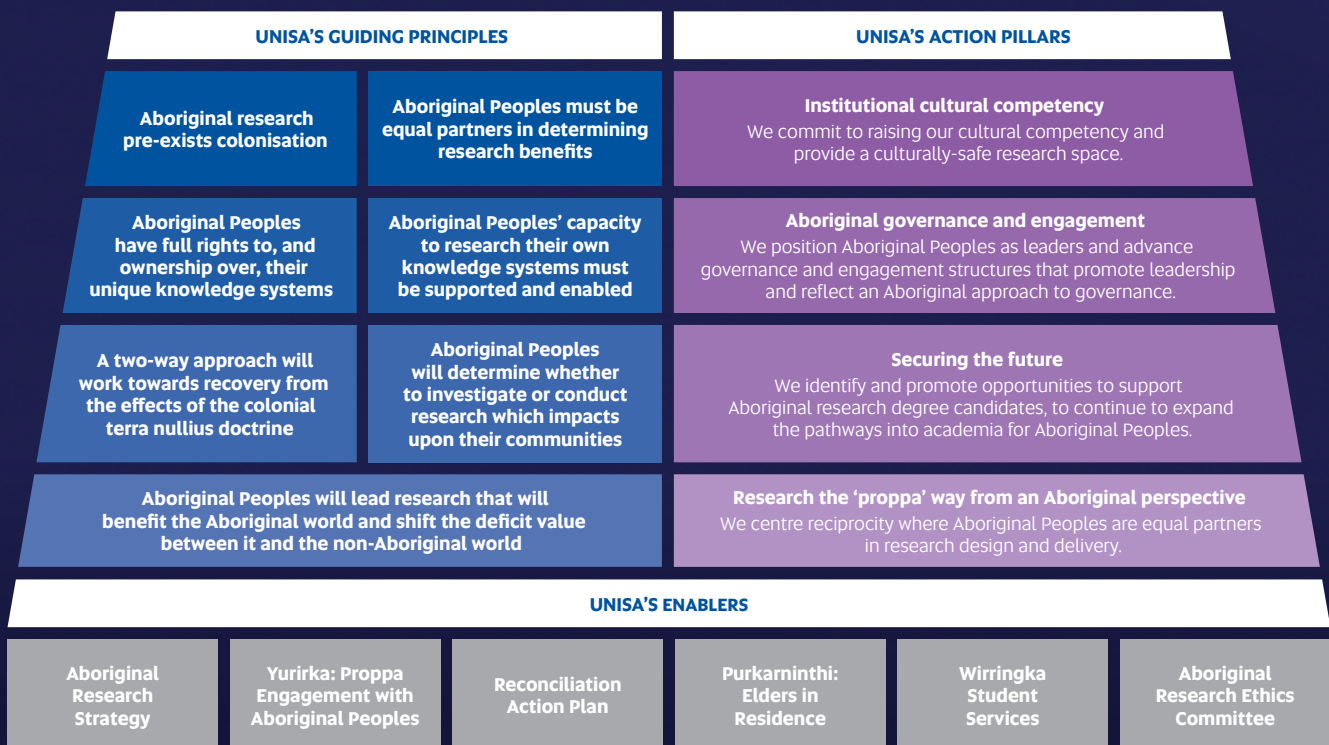 UNISA'S GUIDING PRINCIPLES
Aboriginal research
pre-exists colonisation
Aboriginal Peoples must be
equal partners in determining
research benefits
Aboriginal Peoples
have full rights to, and
ownership over, their
unique knowledge systems
Aboriginal Peoples' capacity
to research their own
knowledge systems must
be supported and enabled
A two-way approach will
work towards recovery from
the effects of the colonial
terra nullius doctrine
Aboriginal Peoples
will determine whether
to investigate or conduct
research which impacts
upon their communities
Aboriginal Peoples will lead research that will
benefit the Aboriginal world and shift the deficit value
between it and the non-Aboriginal world
UNISA'S ACTION PILLARS
Institutional cultural competency
We commit to raising our cultural competency and
provide a culturally-safe research space.
Aboriginal governance and engagement
We position Aboriginal Peoples as leaders and advance
governance and engagement structures that promote leadership
and reflect an Aboriginal approach to governance.
Securing the future
We identify and promote opportunities to support
Aboriginal research degree candidates, to continue to expand
the pathways into academia for Aboriginal Peoples.
Research the 'proppa' way from an Aboriginal perspective
We centre reciprocity where Aboriginal Peoples are equal partners
in research design and delivery.
UNISA'S ENABLERS
Aboriginal
Research
Strategy
Yurirka: Proppa
Engagement with
Aboriginal Peoples
Reconciliation
Action Plan
Purkarninthi:
Elders in
Residence
Wirringka
Student
Services
Aboriginal
Research Ethics
Committee